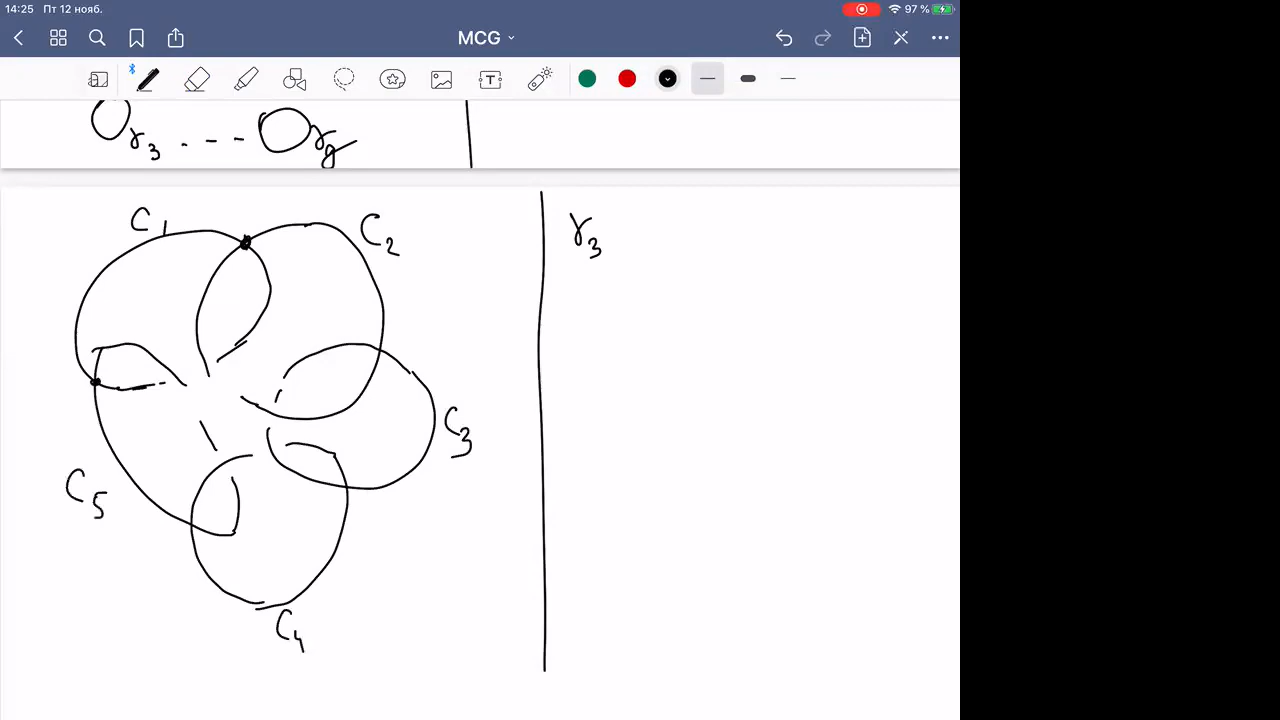 14:25 Пт 12 нояб. 97 %
MCG
γ₃ . - - - γg
C₁ C₂ γ₃
C₃
C₅
C₄